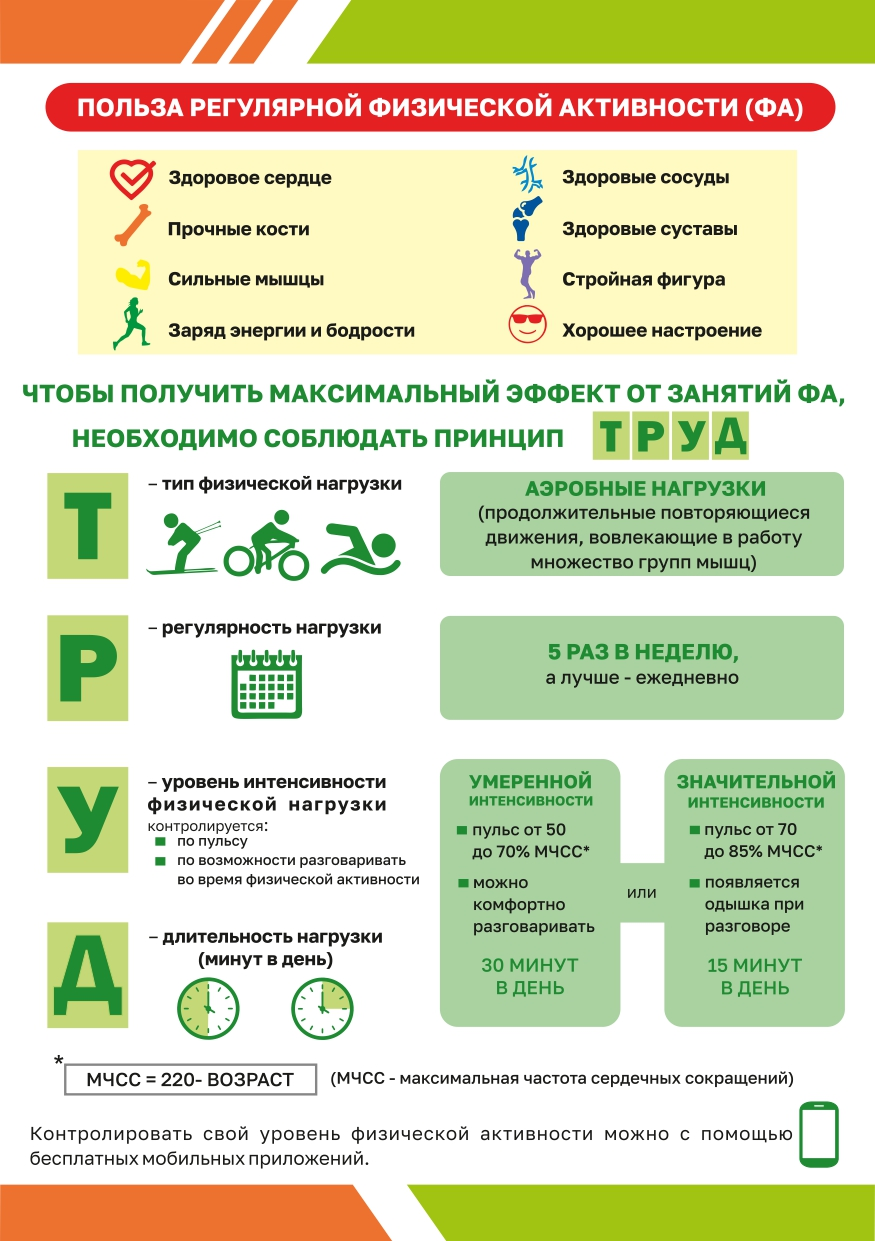 ПОЛЬЗА РЕГУЛЯРНОЙ ФИЗИЧЕСКОЙ АКТИВНОСТИ (ФА)
Здоровое сердце
Прочные кости
Сильные мышцы
Заряд энергии и бодрости
Здоровые сосуды
Здоровые суставы
Стройная фигура
Хорошее настроение
ЧТОБЫ ПОЛУЧИТЬ МАКСИМАЛЬНЫЙ ЭФФЕКТ ОТ ЗАНЯТИЙ ФА,
НЕОБХОДИМО СОБЛЮДАТЬ ПРИНЦИП ТРУД
Т
– тип физической нагрузки
АЭРОБНЫЕ НАГРУЗКИ
(продолжительные повторяющиеся
движения, вовлекающие в работу
множество групп мышц)
Р
– регулярность нагрузки
5 РАЗ В НЕДЕЛЮ,
а лучше - ежедневно
У
– уровень интенсивности
физической нагрузки
контролируется:
по пульсу
по возможности разговаривать
во время физической активности
Д
– длительность нагрузки
(минут в день)
УМЕРЕННОЙ
ИНТЕНСИВНОСТИ
пульс от 50
до 70% МЧСС*
можно
комфортно
разговаривать
30 МИНУТ
В ДЕНЬ
или
ЗНАЧИТЕЛЬНОЙ
ИНТЕНСИВНОСТИ
пульс от 70
до 85% МЧСС*
появляется
одышка при
разговоре
15 МИНУТ
В ДЕНЬ
*
МЧСС = 220- ВОЗРАСТ (МЧСС - максимальная частота сердечных сокращений)
Контролировать свой уровень физической активности можно с помощью
бесплатных мобильных приложений.